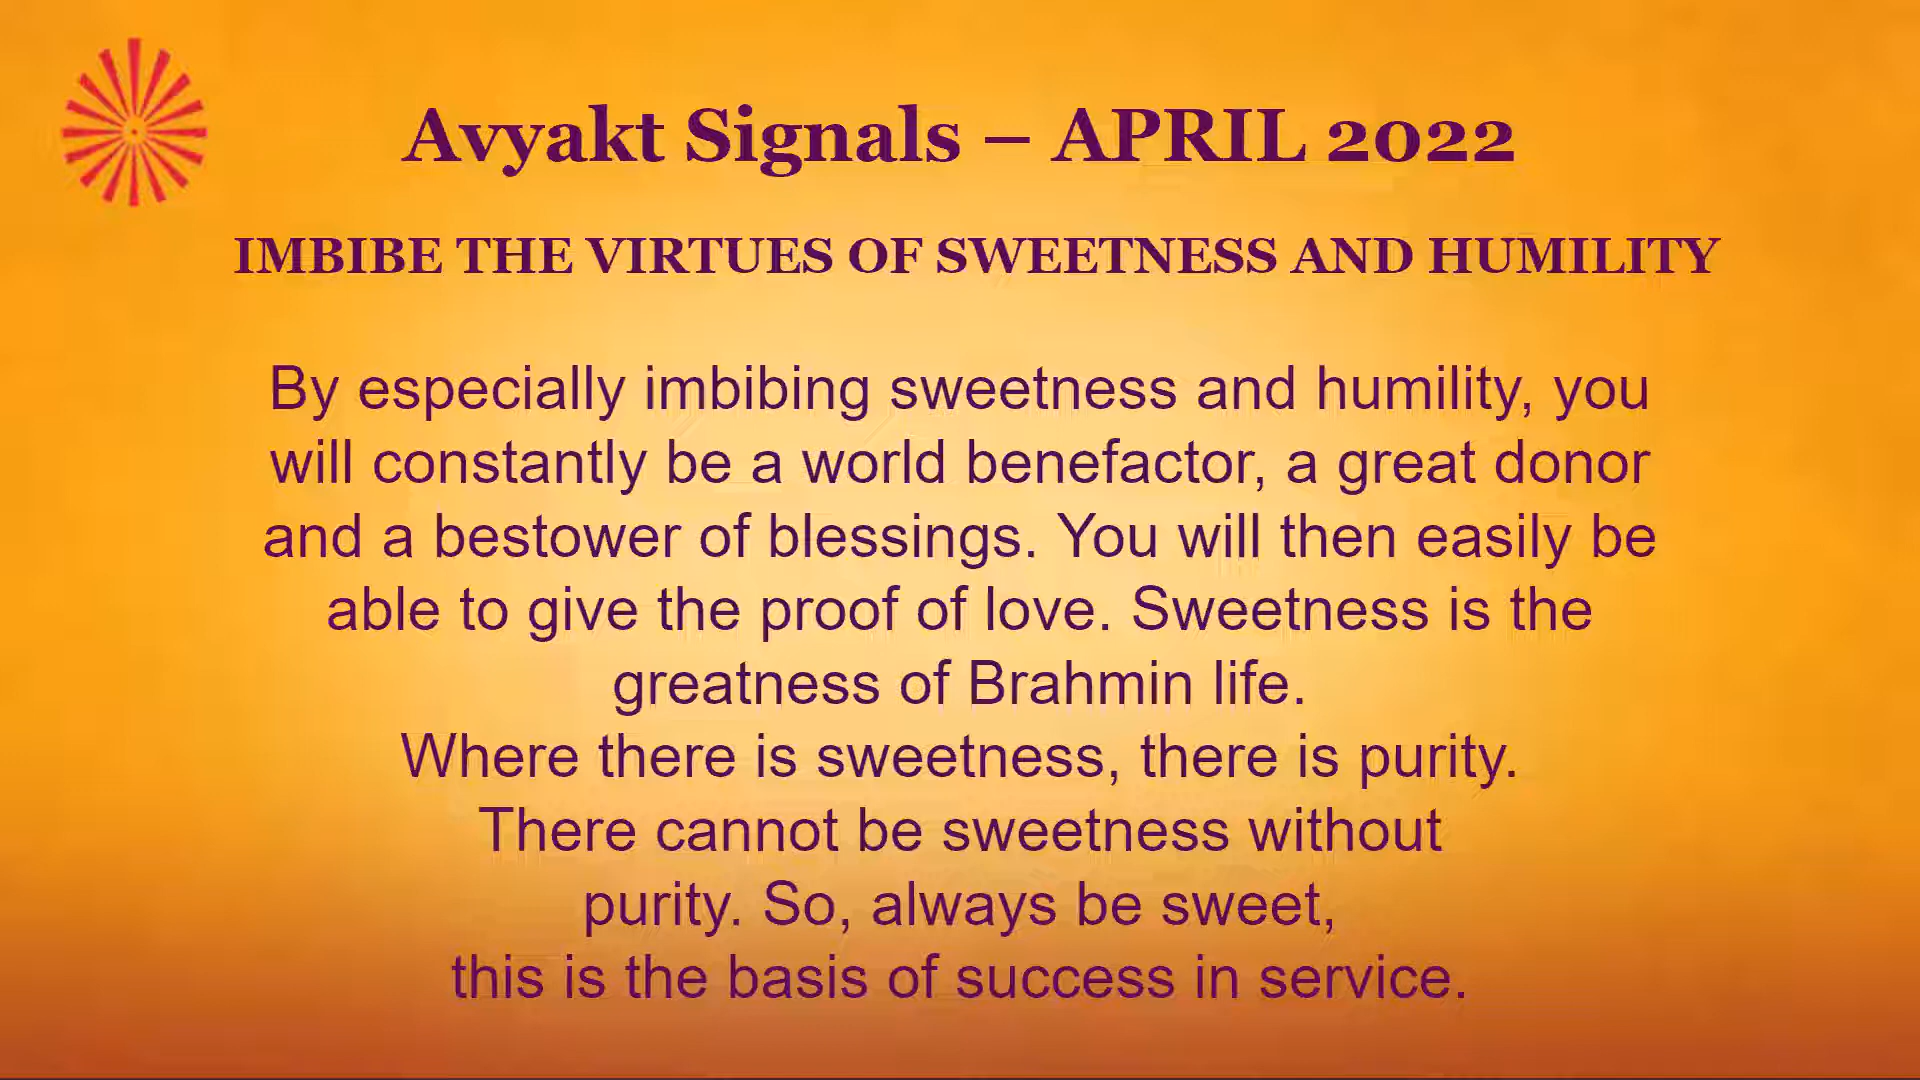 Avyakt Signals – APRIL 2022
IMBIBE THE VIRTUES OF SWEETNESS AND HUMILITY
By especially imbibing sweetness and humility, you
will constantly be a world benefactor, a great donor
and a bestower of blessings. You will then easily be
able to give the proof of love. Sweetness is the
greatness of Brahmin life.
Where there is sweetness, there is purity.
There cannot be sweetness without
purity. So, always be sweet,
this is the basis of success in service.